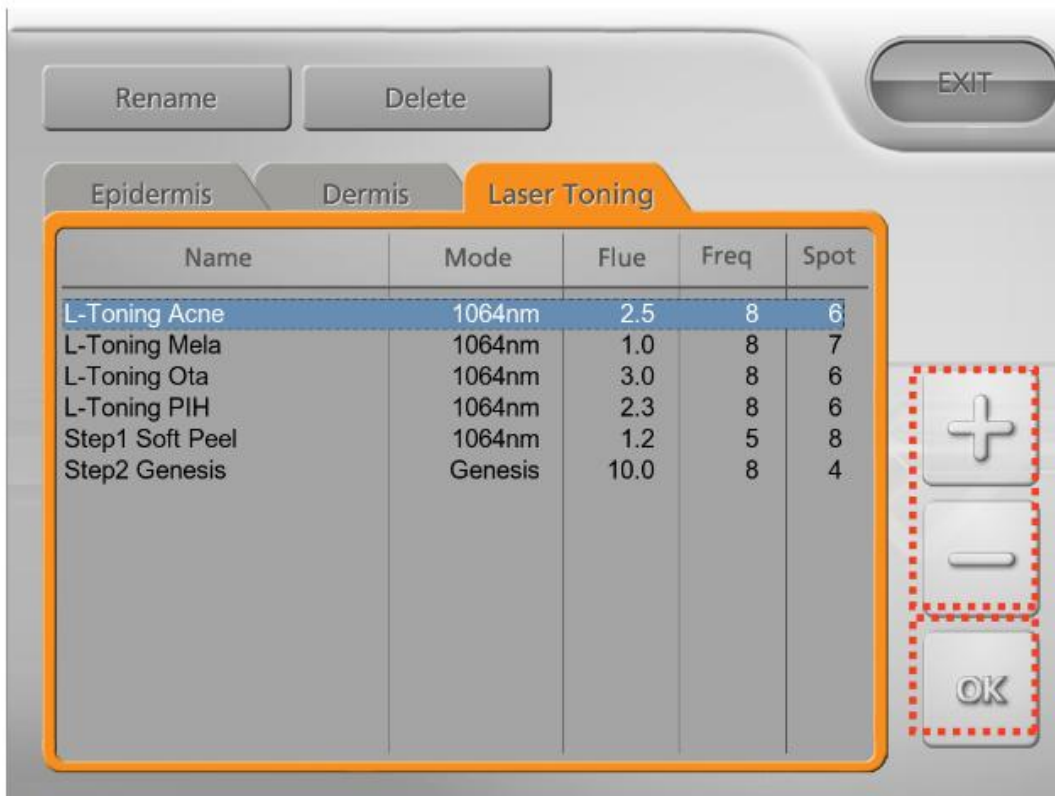 Rename Delete EXIT
Epidermis Dermis Laser Toning
Name Mode Flue Freq Spot
L-Toning Acne 1064nm 2.5 8 6
L-Toning Mela 1064nm 1.0 8 7
L-Toning Ota 1064nm 3.0 8 6
L-Toning PIH 1064nm 2.3 8 6
Step1 Soft Peel 1064nm 1.2 5 8
Step2 Genesis Genesis 10.0 8 4
+
—
OK